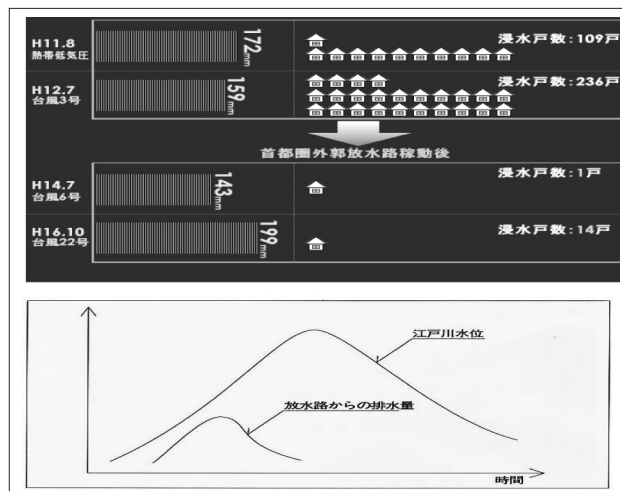 H11.8
熱帯低気圧
172mm
浸水戸数:109戸
H12.7
台風3号
159mm
浸水戸数:236戸
首都圏外郭放水路稼動後
H14.7
台風6号
143mm
浸水戸数:1戸
H16.10
台風22号
199mm
浸水戸数:14戸
江戸川水位
放水路からの排水量
時間